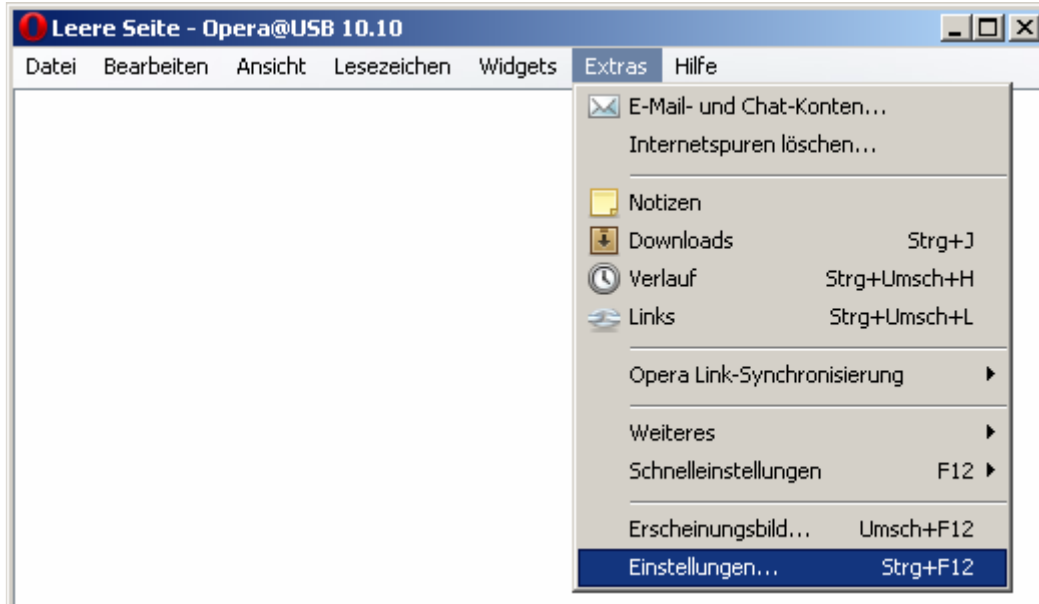 Leere Seite - Opera@USB 10.10
Datei Bearbeiten Ansicht Lesezeichen Widgets Extras Hilfe
E-Mail- und Chat-Konten...
Internetspuren löschen...
Notizen
Downloads Strg+J
Verlauf Strg+Umsch+H
Links Strg+Umsch+L
Opera Link-Synchronisierung
Weiteres
Schnelleinstellungen F12
Erscheinungsbild... Umsch+F12
Einstellungen... Strg+F12